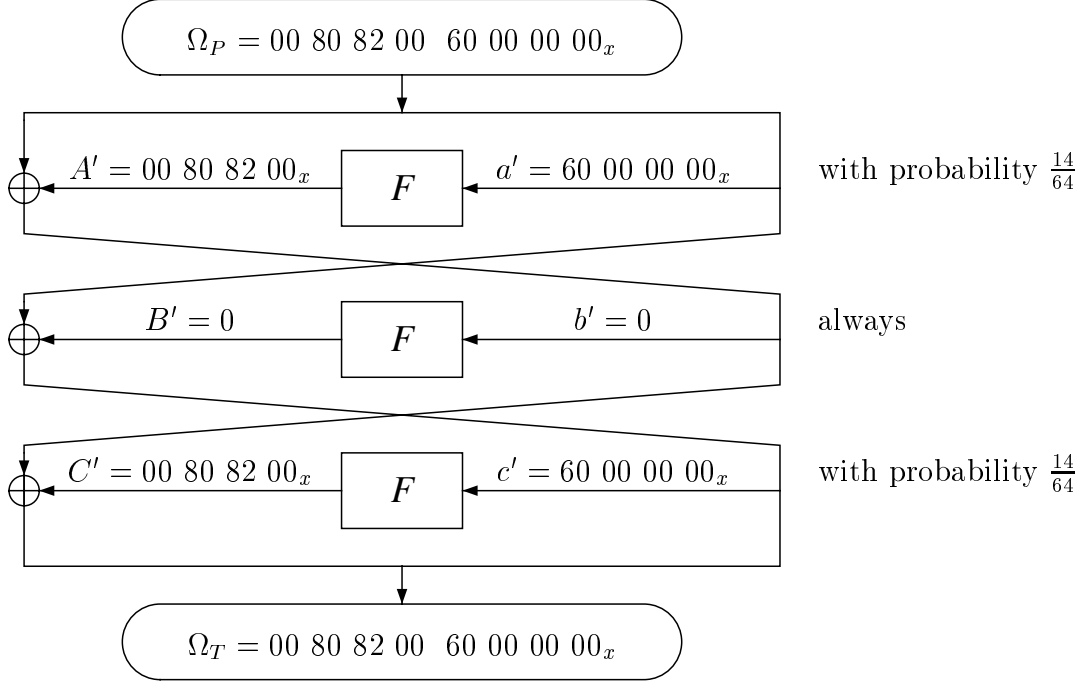 Ω_P = 00 80 82 00 60 00 00 00_x
A′ = 00 80 82 00_x F a′ = 60 00 00 00_x with probability 14/64
B′ = 0 F b′ = 0 always
C′ = 00 80 82 00_x F c′ = 60 00 00 00_x with probability 14/64
Ω_T = 00 80 82 00 60 00 00 00_x